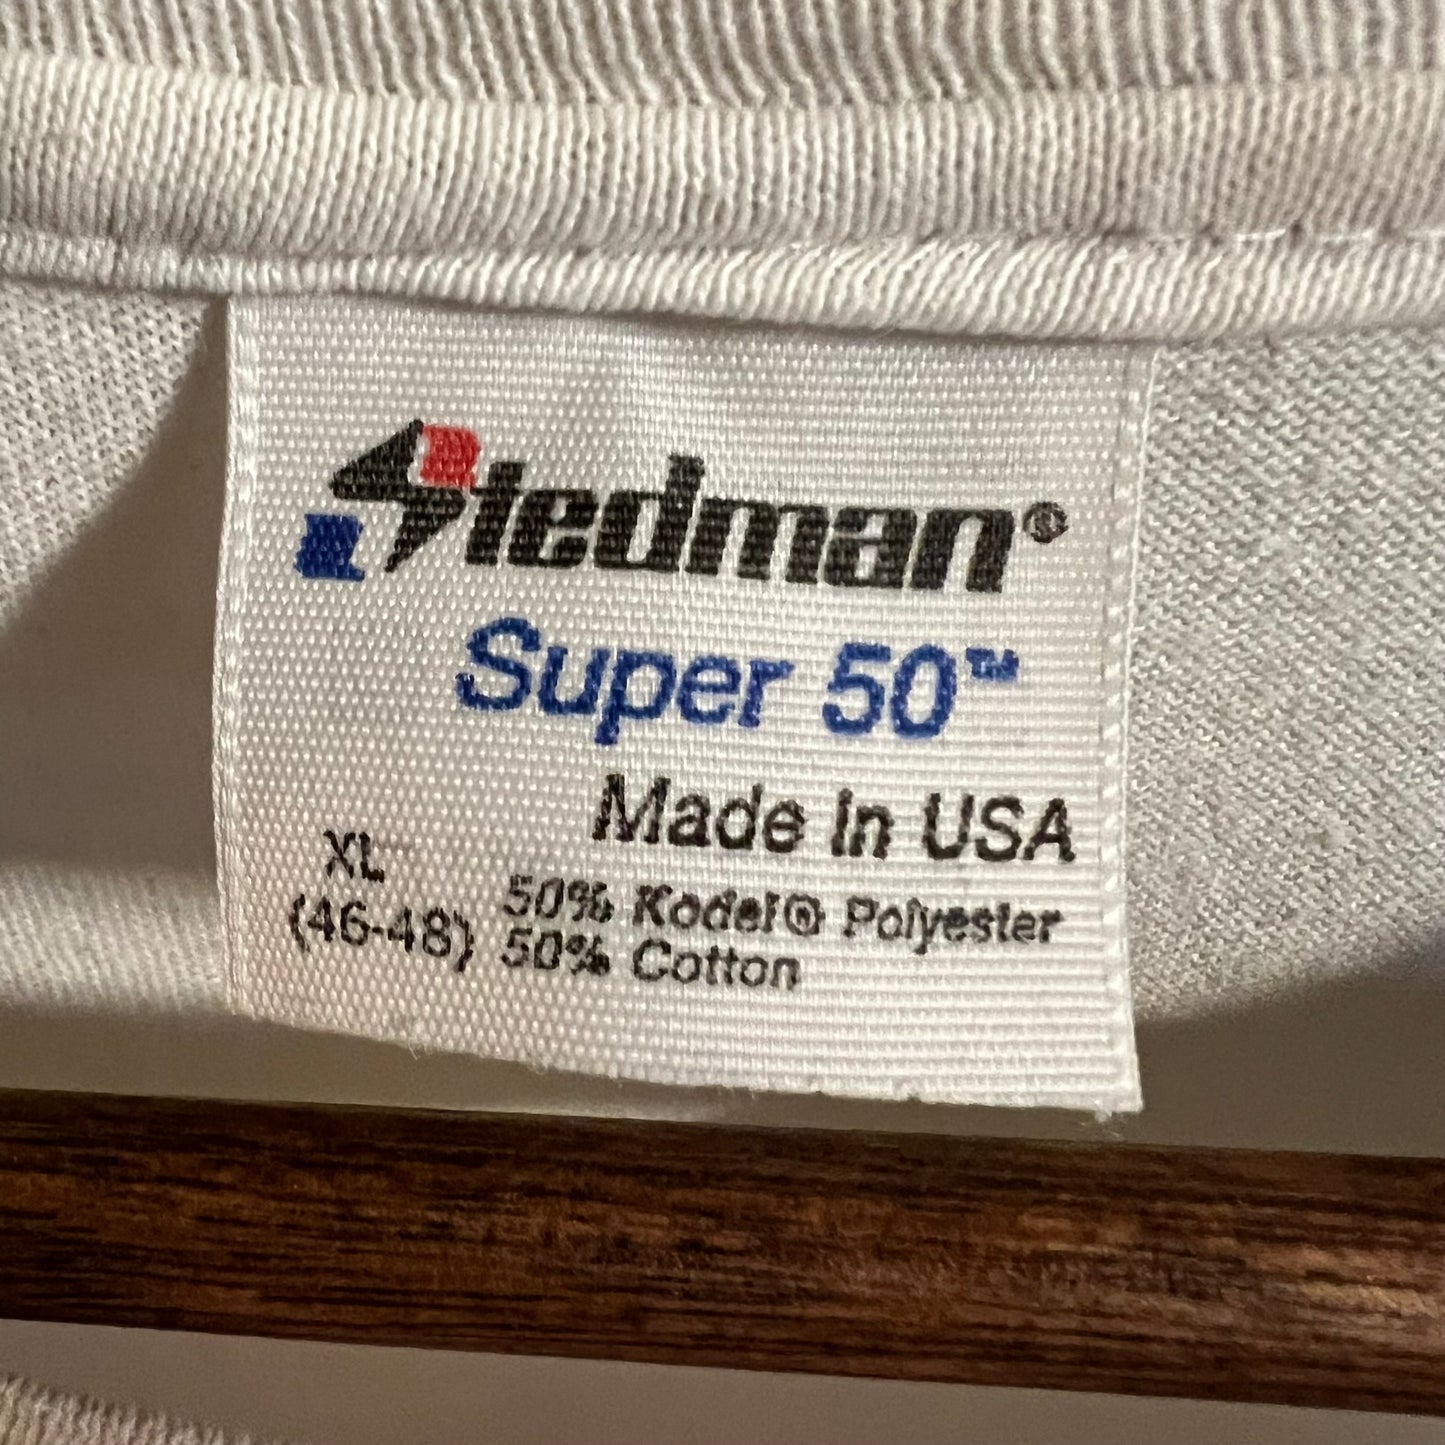 Stedman®
Super 50™
Made In USA
XL
(46-48)
50% Kodel® Polyester
50% Cotton